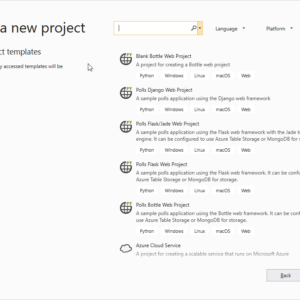 a new project
Language
Platform
ct templates
y accessed templates will be
Blank Bottle Web Project
A project for creating a Bottle web project
Python Windows Linux macOS Web
Polls Django Web Project
A sample polls application using the Django web framework
Python Windows Linux macOS Web
Polls Flask/Jade Web Project
A sample polls application using the Flask web framework with the Jade t
engine. It can be configured to use Azure Table Storage or MongoDB for s
Python Windows Linux macOS Web
Polls Flask Web Project
A sample polls application using the Flask web framework. It can be confi
Azure Table Storage or MongoDB for storage.
Python Windows Linux macOS Web
Polls Bottle Web Project
A sample polls application using the Bottle web framework. It can be conf
use Azure Table Storage or MongoDB for storage.
Python Windows Linux macOS Web
Azure Cloud Service
A project for creating a scalable service that runs on Microsoft Azure
Back